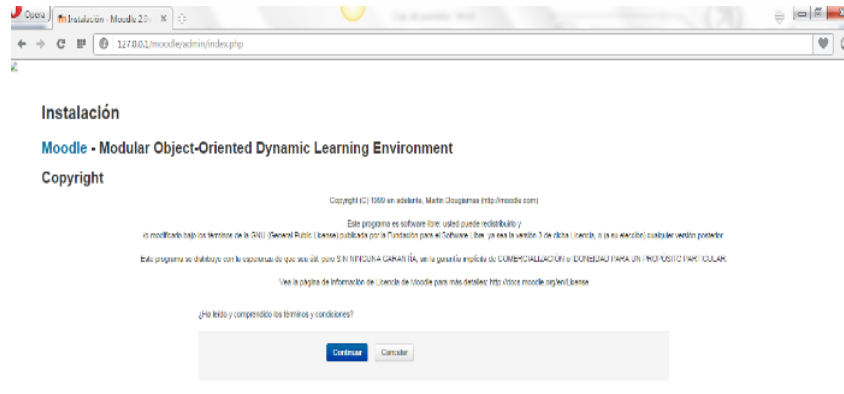 Opera
Instalación - Moodle 2.9-
127.0.0.1/moodle/admin/index.php
Instalación
Moodle - Modular Object-Oriented Dynamic Learning Environment
Copyright
Copyright (C) 1999 en adelante, Martin Dougiamas (http://moodle.com)
Este programa es software libre: usted puede redistribuirlo y
/o modificarlo bajo los términos de la GNU (General Public License) publicada por la Fundación para el Software Libre, ya sea la versión 3 de dicha Licencia, o (a su elección) cualquier versión posterior.
Este programa se distribuye con la esperanza de que sea útil, pero SIN NINGUNA GARANTÍA; sin la garantía implícita de COMERCIALIZACIÓN o IDONEIDAD PARA UN PROPÓSITO PARTICULAR.
Vea la página de información de Licencia de Moodle para más detalles: http://docs.moodle.org/en/License
¿Ha leído y comprendido los términos y condiciones?
Continuar Cancelar